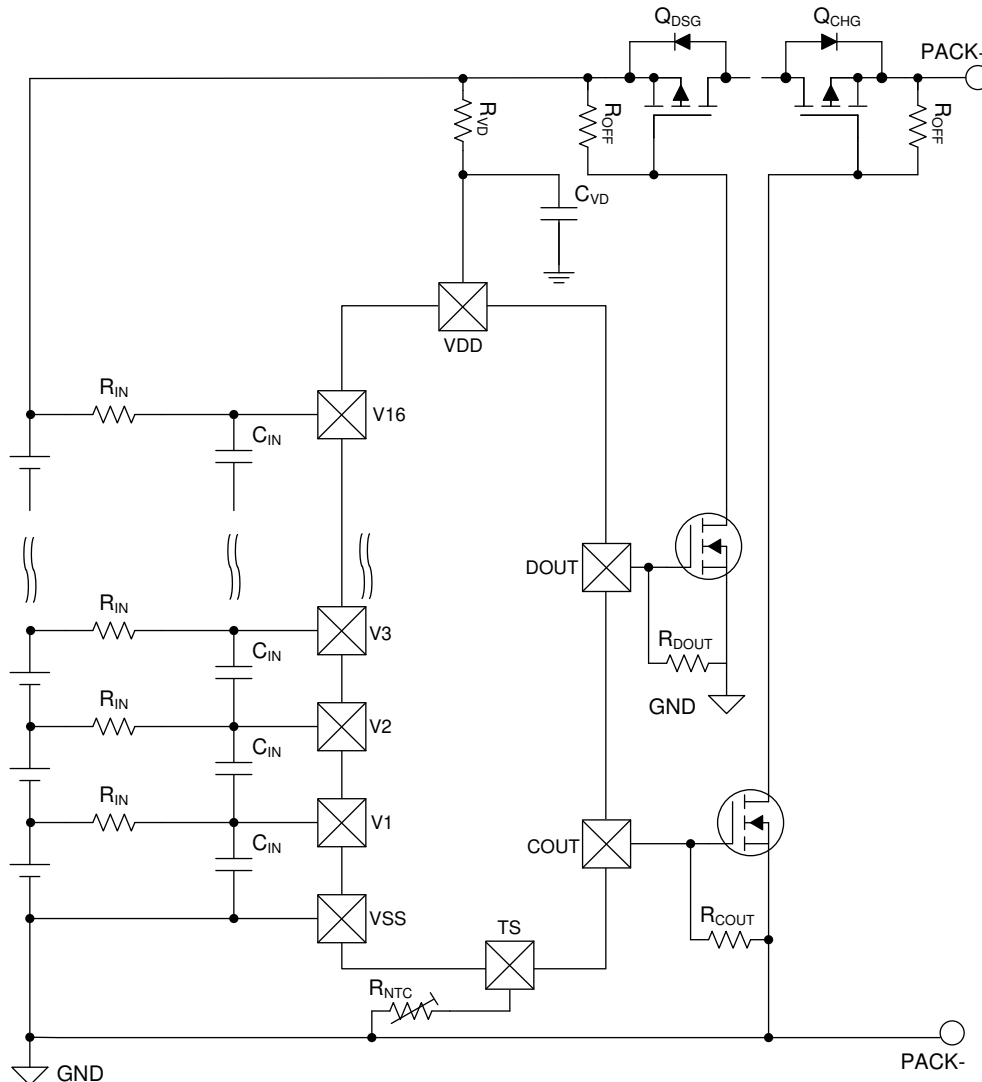 QDSG
QCHG
PACK-
RVD
ROFF
ROFF
CVD
VDD
RIN
V16
CIN
DOUT
RIN
V3
CIN
RDOUT
RIN
V2
GND
CIN
RIN
V1
COUT
CIN
VSS
TS
RCOUT
RNTC
GND
PACK-